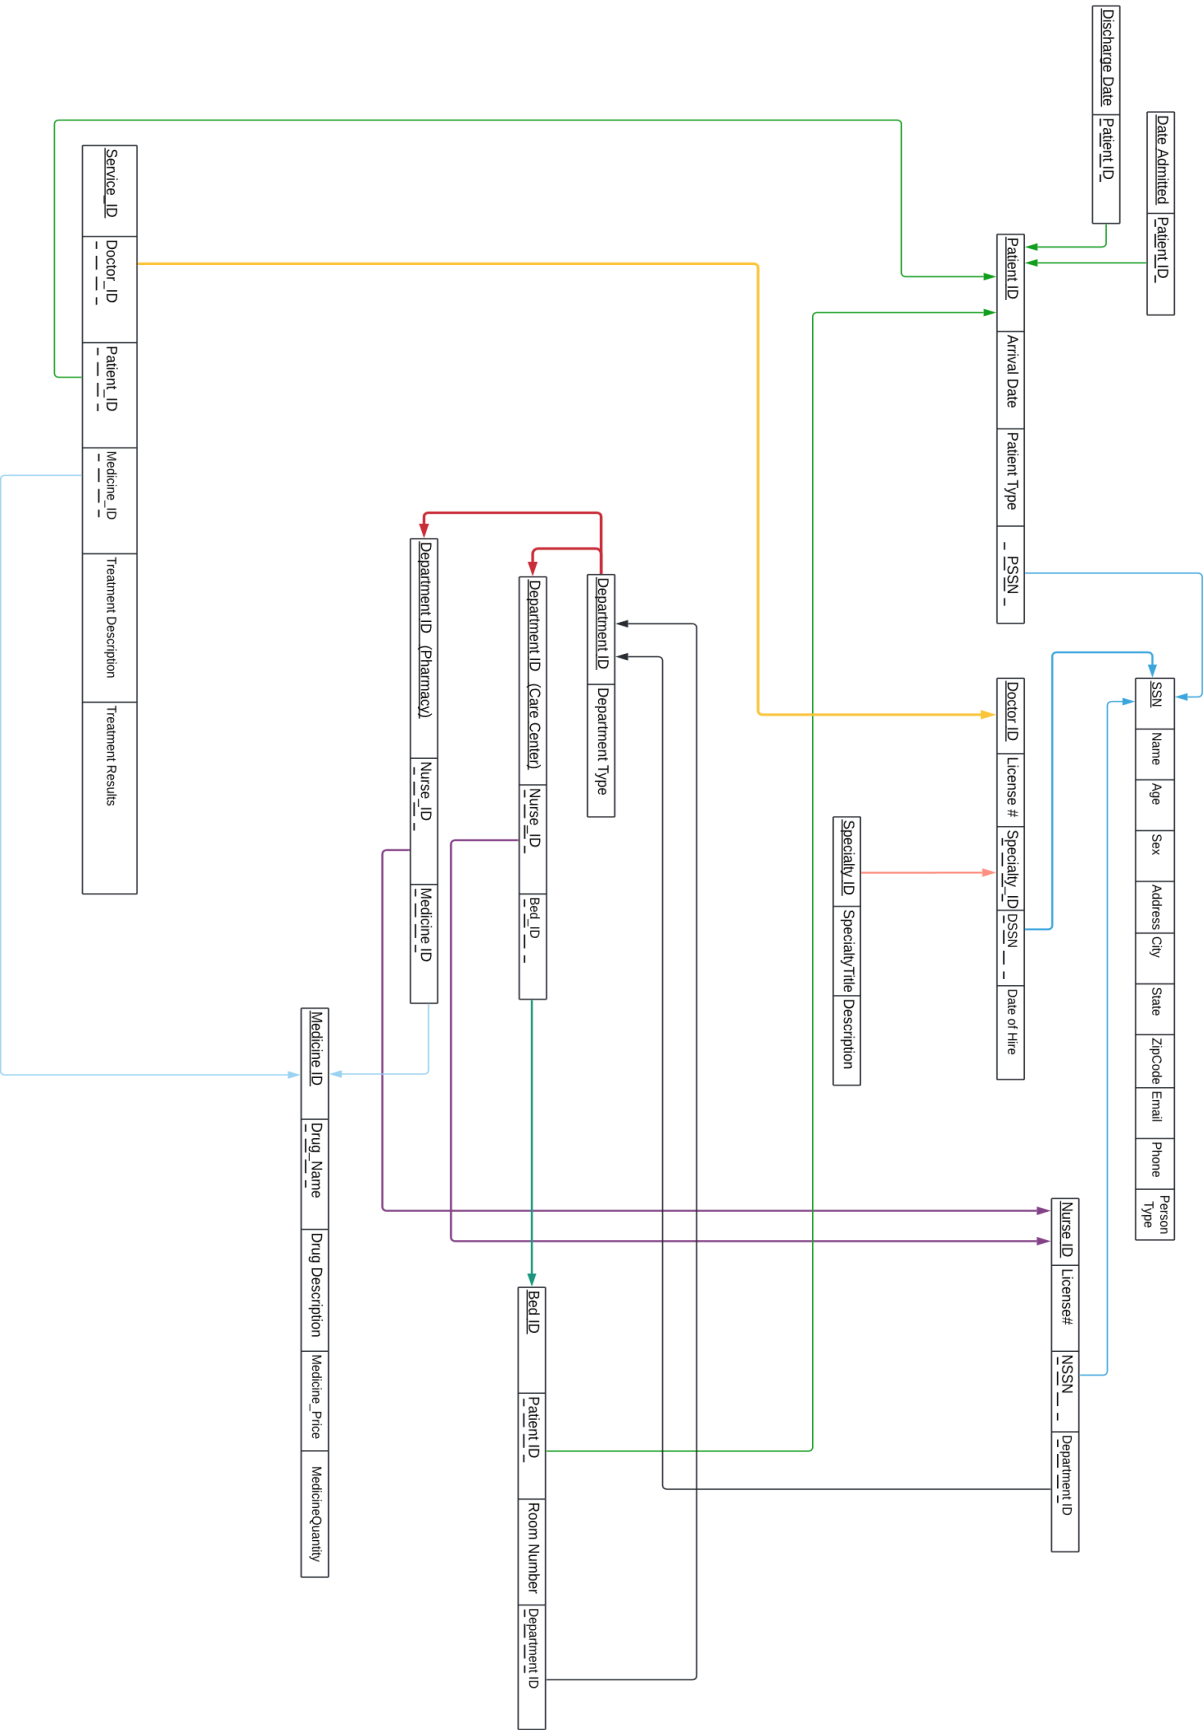 SSN
Name
Age
Sex
Address
City
State
ZipCode
Email
Phone
Person
Type
Date Admitted
Patient ID
Discharge Date
Patient ID
Nurse ID
License#
NSSN
Department ID
Patient ID
Arrival Date
Patient Type
PSSN
Doctor ID
License #
Specialty_ID
DSSN
Date of Hire
Specialty_ID
SpecialtyTitle
Description
Department ID
Department Type
Department ID (Care Center)
Nurse_ID
Bed_ID
Bed ID
Patient ID
Room Number
Department ID
Department ID (Pharmacy)
Nurse_ID
Medicine ID
Medicine ID
Drug_Name
Drug Description
Medicine_Price
MedicineQuantity
Service_ID
Doctor_ID
Patient_ID
Medicine_ID
Treatment Description
Treatment Results